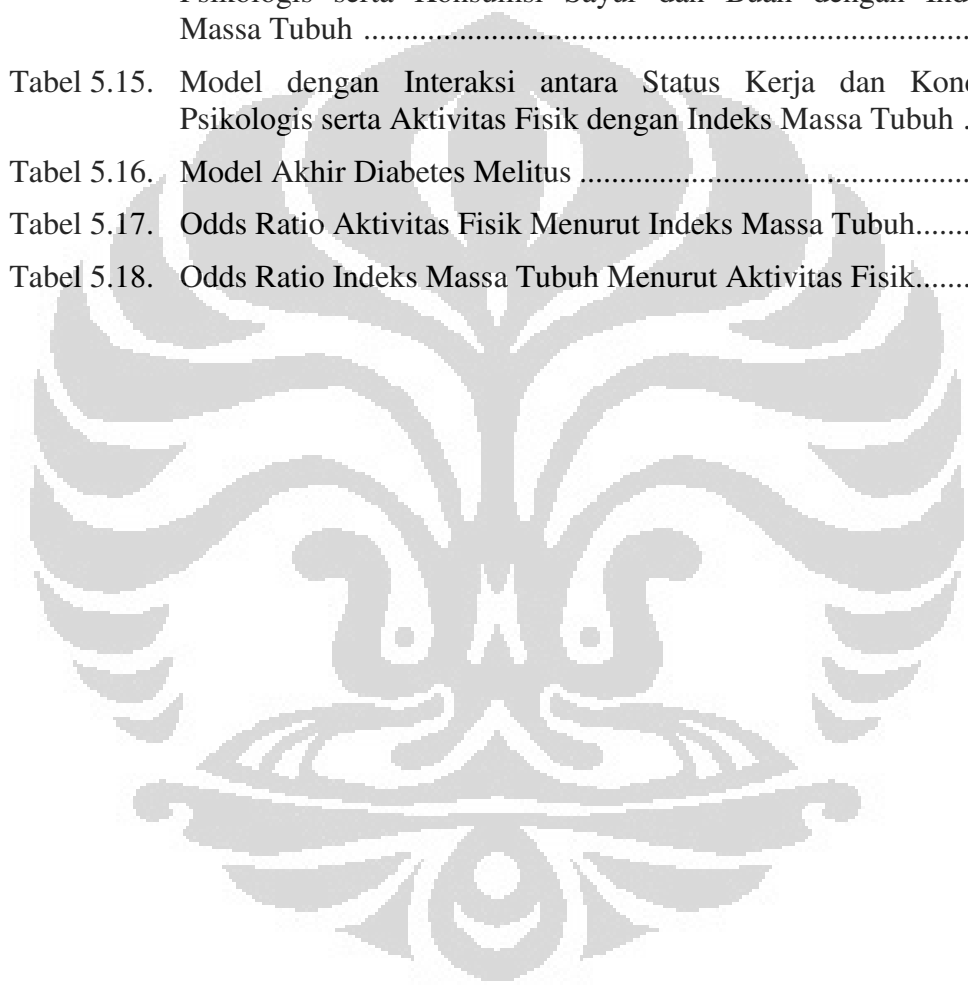 Psikologis serta Konsumsi Sayur dan Buah dengan
Massa Tubuh ............................................................................
Tabel 5.15. Model dengan Interaksi antara Status Kerja dan
Psikologis serta Aktivitas Fisik dengan Indeks Massa Tubuh .
Tabel 5.16. Model Akhir Diabetes Melitus .................................................
Tabel 5.17. Odds Ratio Aktivitas Fisik Menurut Indeks Massa Tubuh.......
Tabel 5.18. Odds Ratio Indeks Massa Tubuh Menurut Aktivitas Fisik.......